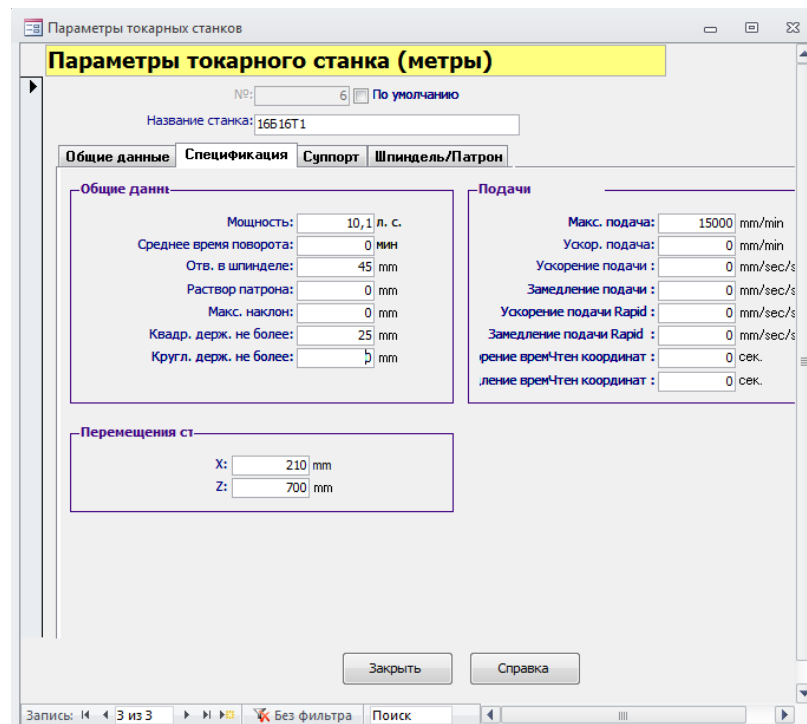 Параметры токарных станков
Параметры токарного станка (метры)
№: 6 По умолчанию
Название станка: 16Б16Т1
Общие данные Спецификация Суппорт Шпиндель/Патрон
Общие данн
Мощность: 10,1 л. с.
Среднее время поворота: 0 мин
Отв. в шпинделе: 45 mm
Раствор патрона: 0 mm
Макс. наклон: 0 mm
Квадр. держ. не более: 25 mm
Кругл. держ. не более: mm
Подачи
Макс. подача: 15000 mm/min
Ускор. подача: 0 mm/min
Ускорение подачи : 0 mm/sec/s
Замедление подачи : 0 mm/sec/s
Ускорение подачи Rapid : 0 mm/sec/s
Замедление подачи Rapid : 0 mm/sec/s
орение времЧтен координат : 0 сек.
ление времЧтен координат : 0 сек.
Перемещения ст
X: 210 mm
Z: 700 mm
Закрыть Справка
Запись: 3 из 3 Без фильтра Поиск